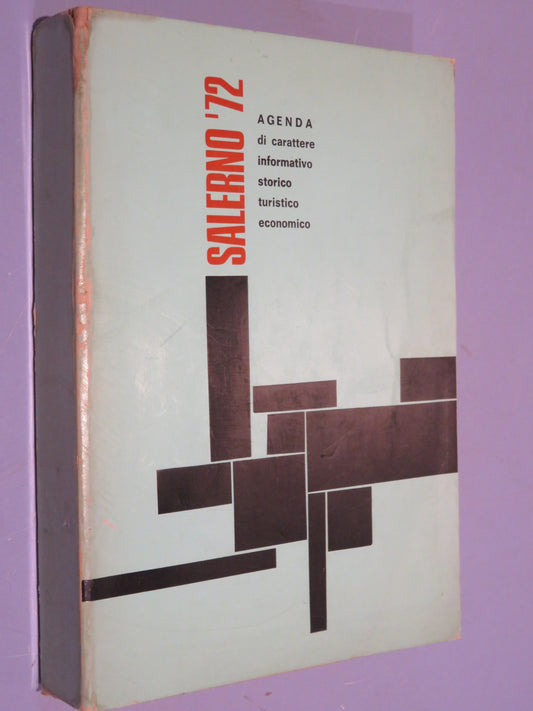 SALERNO '72
AGENDA
di carattere
informativo
storico
turistico
economico